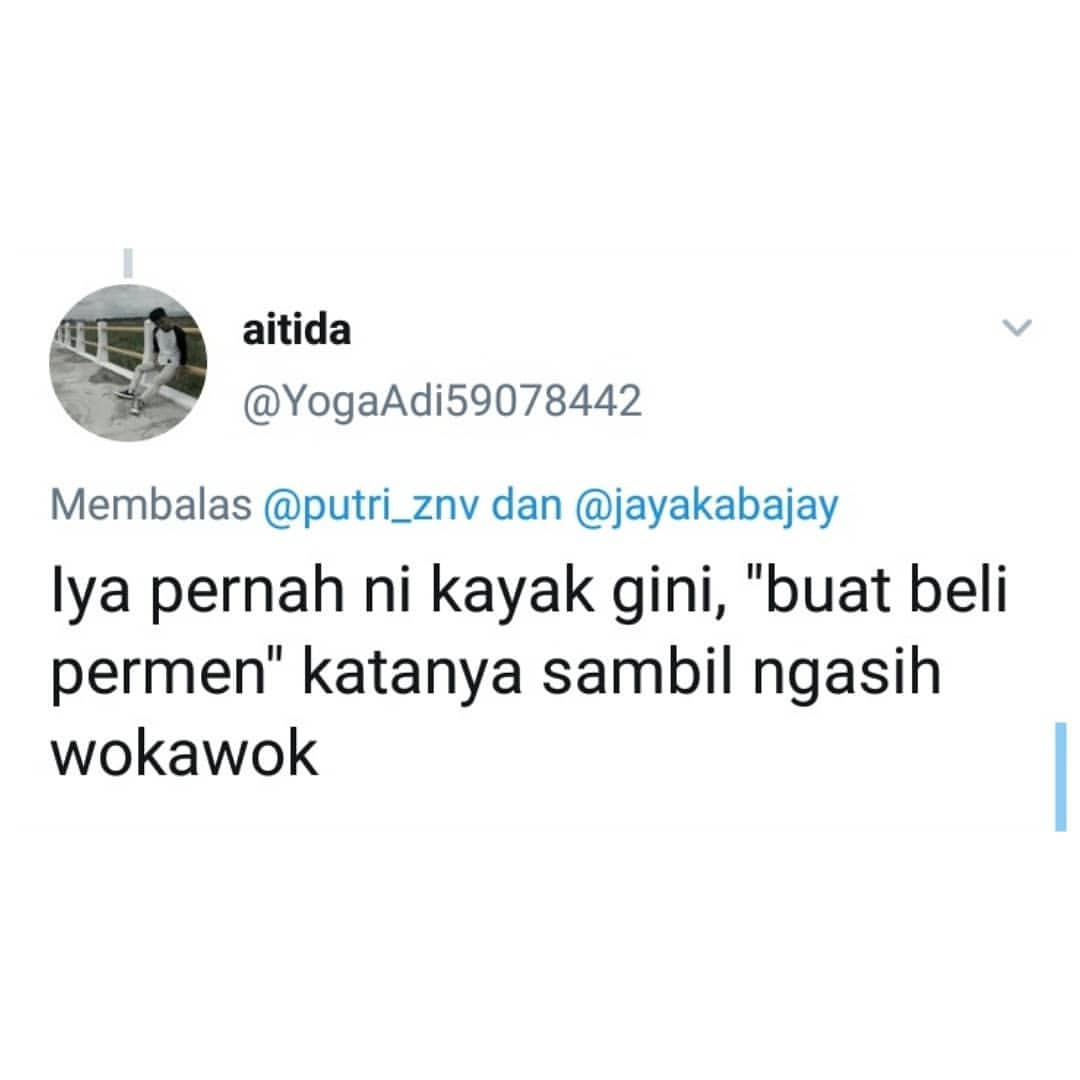 aitida
@YogaAdi59078442
Membalas @putri_znv dan @jayakabajay
Iya pernah ni kayak gini, "buat beli
permen" katanya sambil ngasih
wokawok